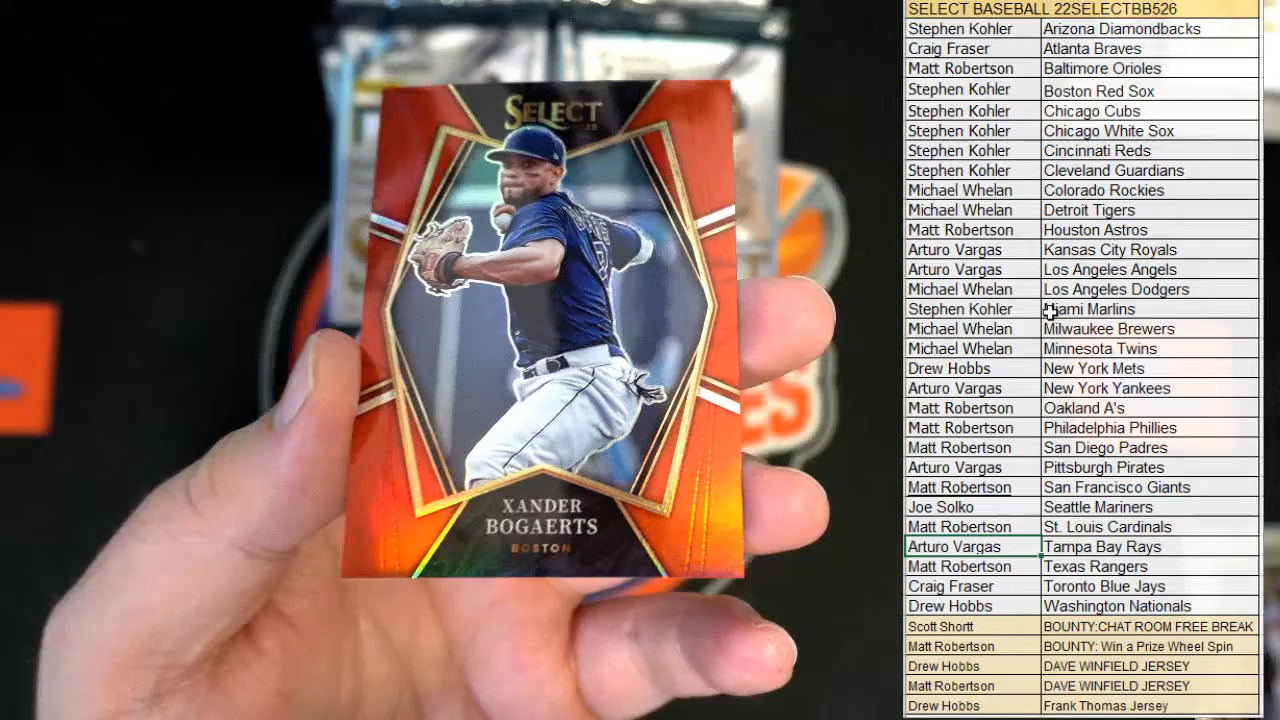 SELECT
XANDER
BOGAERTS
BOSTON
SELECT BASEBALL 22SELECTBB526
Stephen Kohler Arizona Diamondbacks
Craig Fraser Atlanta Braves
Matt Robertson Baltimore Orioles
Stephen Kohler Boston Red Sox
Stephen Kohler Chicago Cubs
Stephen Kohler Chicago White Sox
Stephen Kohler Cincinnati Reds
Stephen Kohler Cleveland Guardians
Michael Whelan Colorado Rockies
Michael Whelan Detroit Tigers
Matt Robertson Houston Astros
Arturo Vargas Kansas City Royals
Arturo Vargas Los Angeles Angels
Michael Whelan Los Angeles Dodgers
Stephen Kohler Miami Marlins
Michael Whelan Milwaukee Brewers
Michael Whelan Minnesota Twins
Drew Hobbs New York Mets
Arturo Vargas New York Yankees
Matt Robertson Oakland A's
Matt Robertson Philadelphia Phillies
Matt Robertson San Diego Padres
Arturo Vargas Pittsburgh Pirates
Matt Robertson San Francisco Giants
Joe Solko Seattle Mariners
Matt Robertson St. Louis Cardinals
Arturo Vargas Tampa Bay Rays
Matt Robertson Texas Rangers
Craig Fraser Toronto Blue Jays
Drew Hobbs Washington Nationals
Scott Shortt BOUNTY:CHAT ROOM FREE BREAK
Matt Robertson BOUNTY: Win a Prize Wheel Spin
Drew Hobbs DAVE WINFIELD JERSEY
Matt Robertson DAVE WINFIELD JERSEY
Drew Hobbs Frank Thomas Jersey